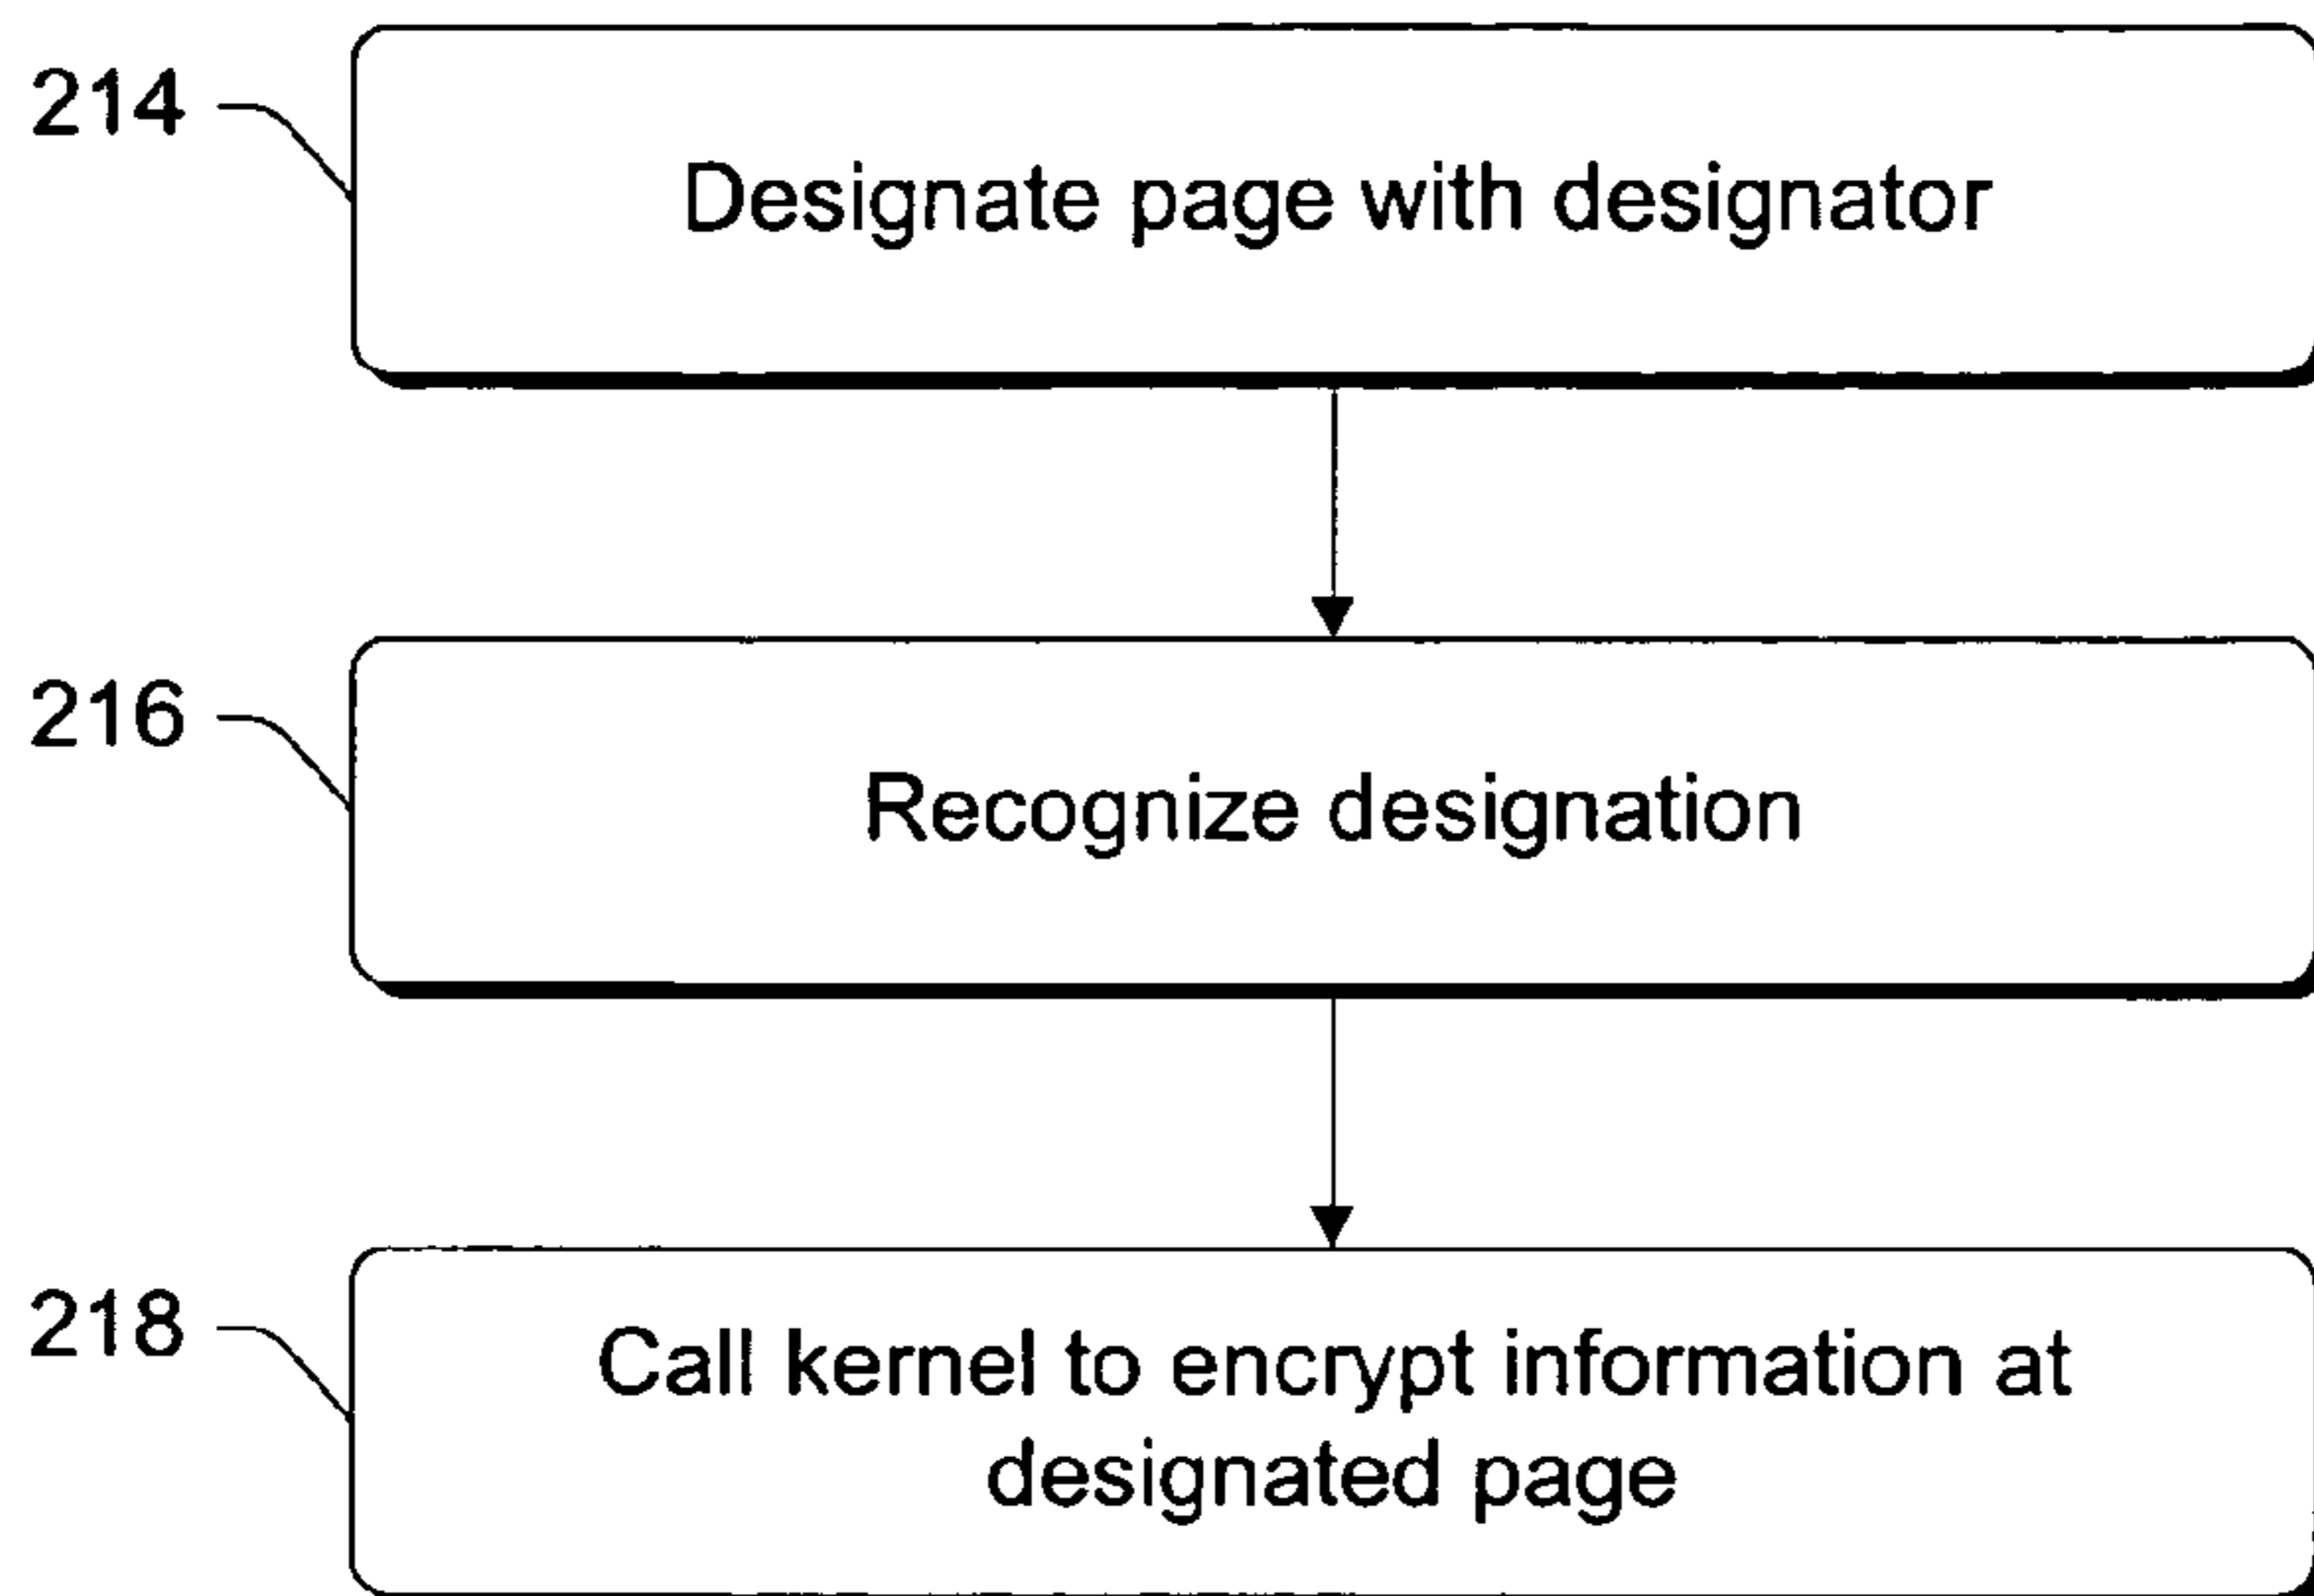 214
Designate page with designator
216
Recognize designation
218
Call kernel to encrypt information at
designated page